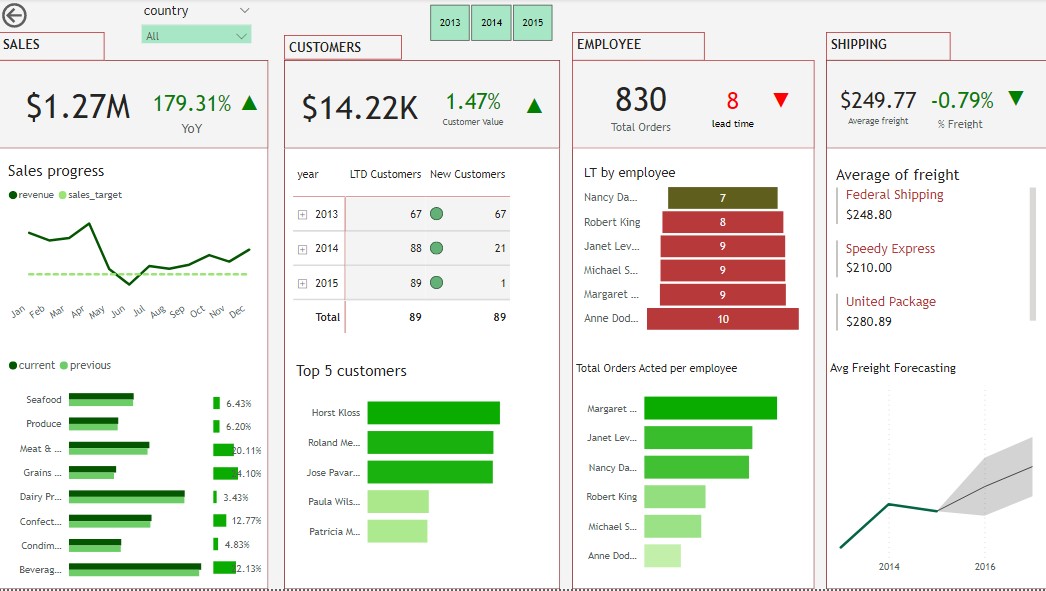 country
All
2013 2014 2015
SALES
$1.27M 179.31%
YoY
Sales progress
revenue sales_target
Jan Feb Mar Apr May Jun Jul Aug Sep Oct Nov Dec
current previous
Seafood 6.43%
Produce 6.20%
Meat & ... 20.11%
Grains ... 4.10%
Dairy Pr... 3.43%
Confect... 12.77%
Condim... 4.83%
Beverag... 2.13%
CUSTOMERS
$14.22K 1.47%
Customer Value
year LTD Customers New Customers
2013 67 67
2014 88 21
2015 89 1
Total 89 89
Top 5 customers
Horst Kloss
Roland Me...
Jose Pavar...
Paula Wils...
Patricia M...
EMPLOYEE
830 8
Total Orders lead time
LT by employee
Nancy Da... 7
Robert King 8
Janet Lev... 9
Michael S... 9
Margaret ... 9
Anne Dod... 10
Total Orders Acted per employee
Margaret ...
Janet Lev...
Nancy Da...
Robert King
Michael S...
Anne Dod...
SHIPPING
$249.77 -0.79%
Average freight % Freight
Average of freight
Federal Shipping
$248.80
Speedy Express
$210.00
United Package
$280.89
Avg Freight Forecasting
2014 2016